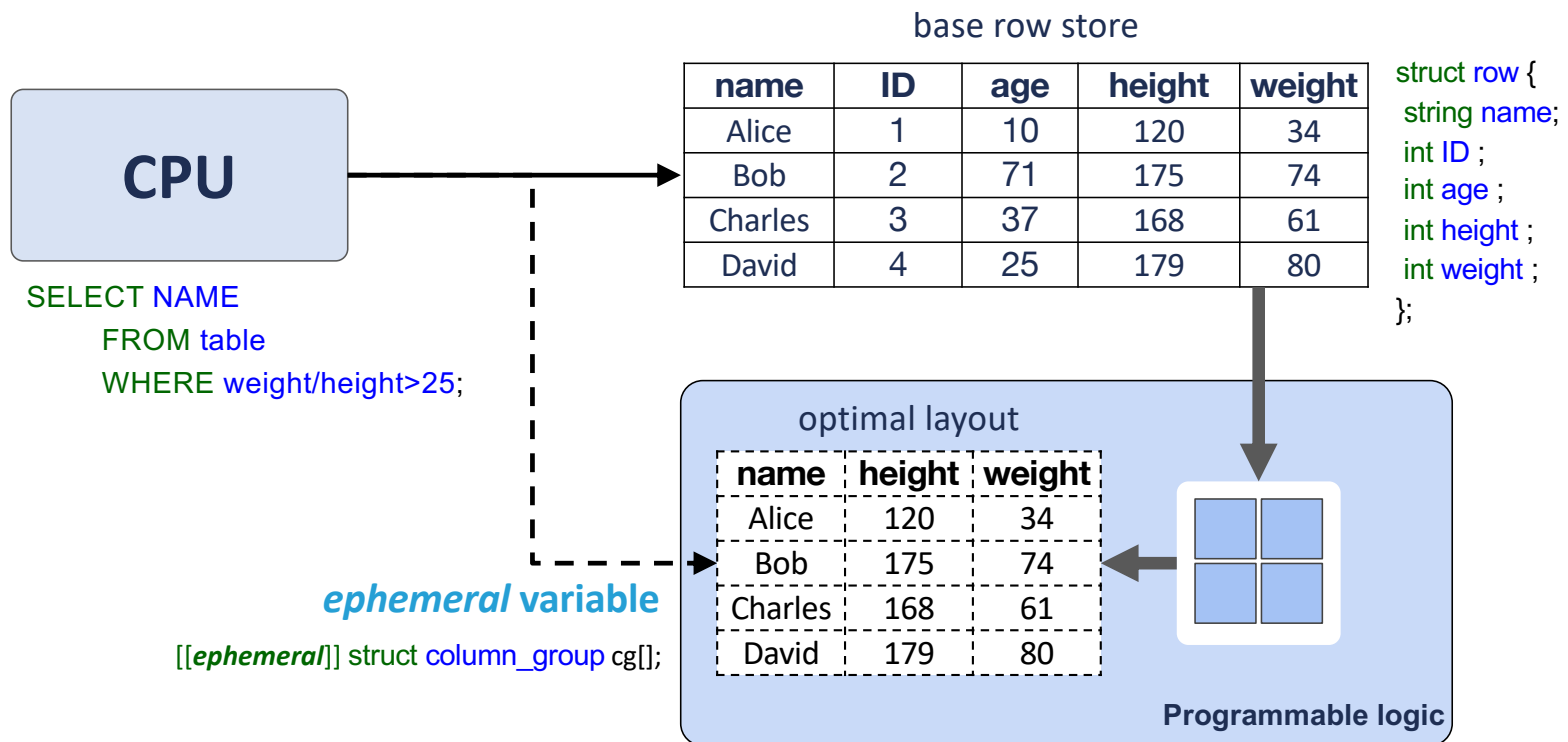 base row store
name ID age height weight
Alice 1 10 120 34
Bob 2 71 175 74
Charles 3 37 168 61
David 4 25 179 80
struct row {
string name;
int ID ;
int age ;
int height ;
int weight ;
};
CPU
SELECT NAME
FROM table
WHERE weight/height>25;
optimal layout
name height weight
Alice 120 34
Bob 175 74
Charles 168 61
David 179 80
ephemeral variable
[[ephemeral]] struct column_group cg[];
Programmable logic